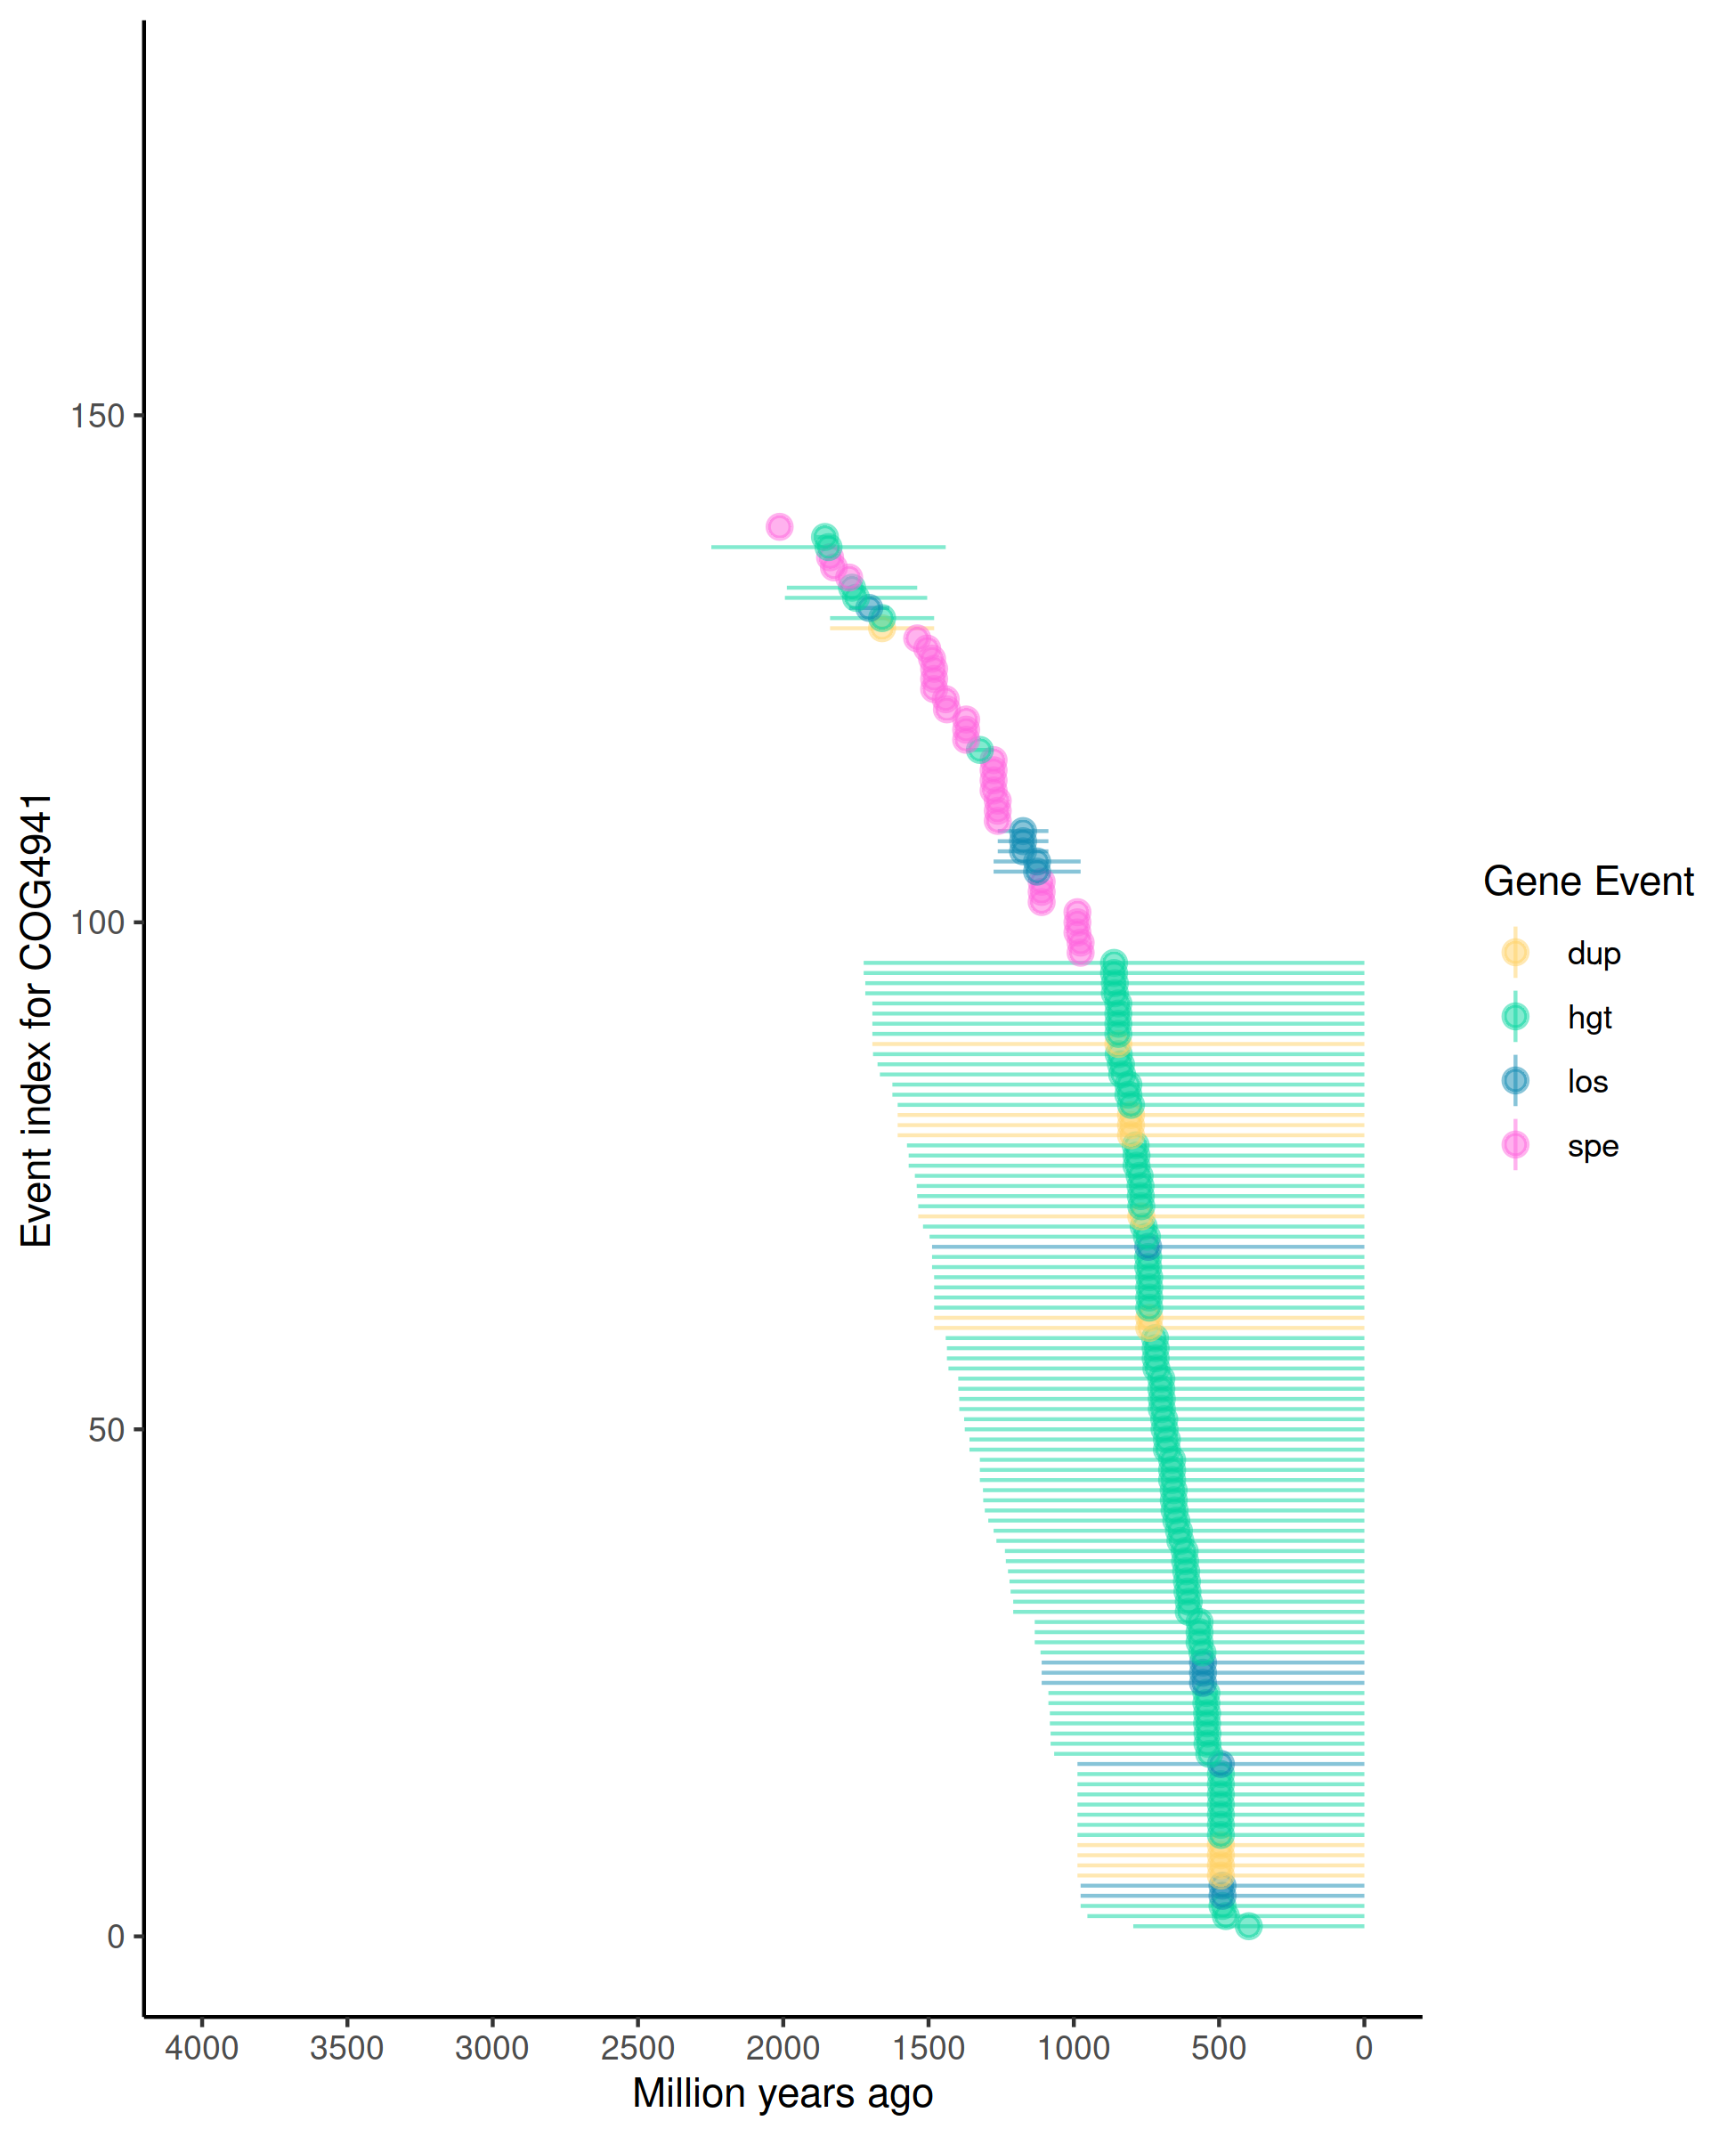 Event index for COG4941
150
100
50
0
4000 3500 3000 2500 2000 1500 1000 500 0
Million years ago
Gene Event
dup
hgt
los
spe